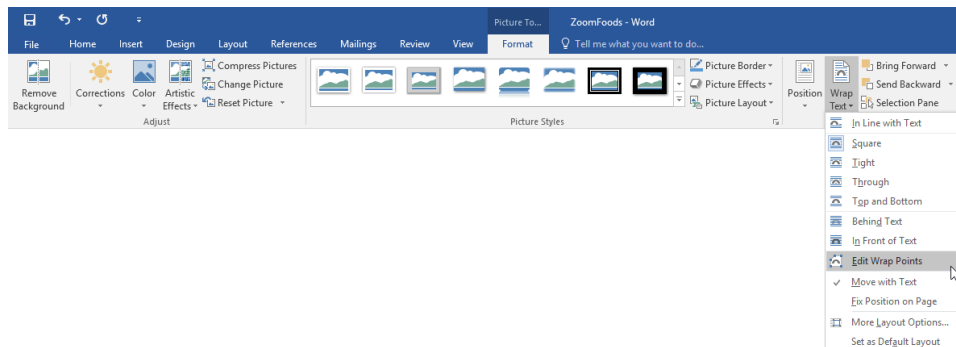 Picture To... ZoomFoods - Word
File Home Insert Design Layout References Mailings Review View Format Tell me what you want to do...
Remove Background
Corrections
Color
Artistic Effects
Compress Pictures
Change Picture
Reset Picture
Adjust
Picture Styles
Picture Border
Picture Effects
Picture Layout
Position
Wrap Text
Bring Forward
Send Backward
Selection Pane
In Line with Text
Square
Tight
Through
Top and Bottom
Behind Text
In Front of Text
Edit Wrap Points
Move with Text
Fix Position on Page
More Layout Options...
Set as Default Layout